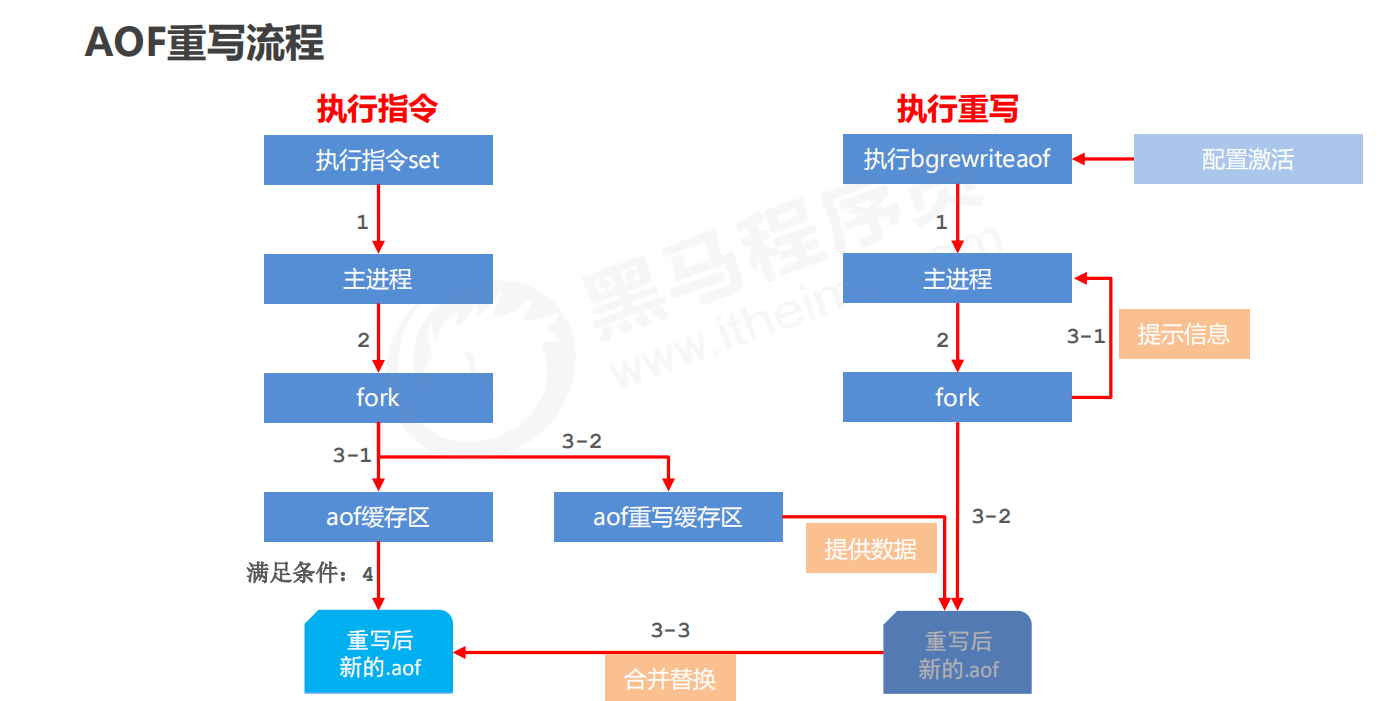 AOF重写流程
执行指令
执行重写
执行指令set
执行bgrewriteaof
配置激活
1
1
主进程
主进程
2
2
3-1
提示信息
fork
fork
3-1
3-2
aof缓存区
aof重写缓存区
3-2
提供数据
满足条件：4
重写后
新的.aof
3-3
合并替换
重写后
新的.aof
黑马程序员
www.itheima.com